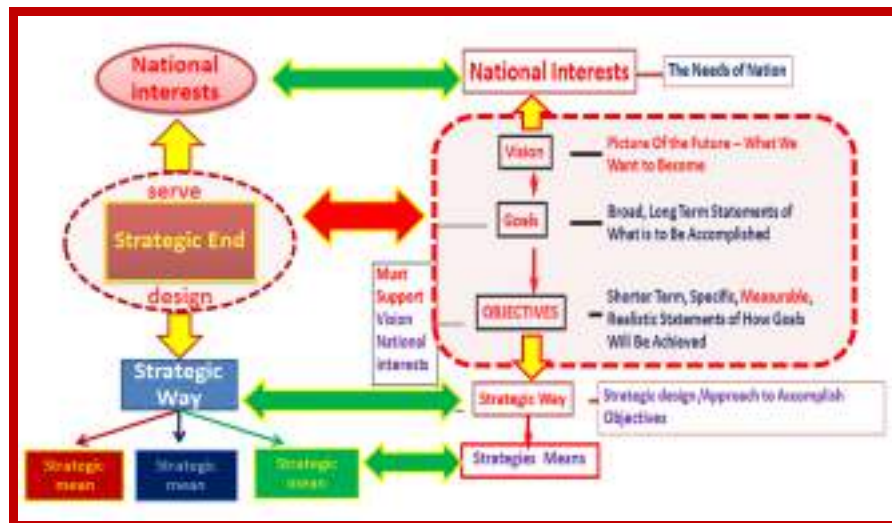 National
interests
serve
Strategic End
design
Strategic
Way
Strategic
mean
Strategic
mean
Strategic
mean
National Interests
The Needs of Nation
Vision
Picture Of the Future – What We
Want to Become
Goals
Broad, Long Term Statements of
What is to Be Accomplished
Must
Support
Vision
National
interests
OBJECTIVES
Shorter Term, Specific, Measurable,
Realistic Statements of How Goals
Will Be Achieved
Strategic Way
Strategic design /Approach to Accomplish
Objectives
Strategies Means